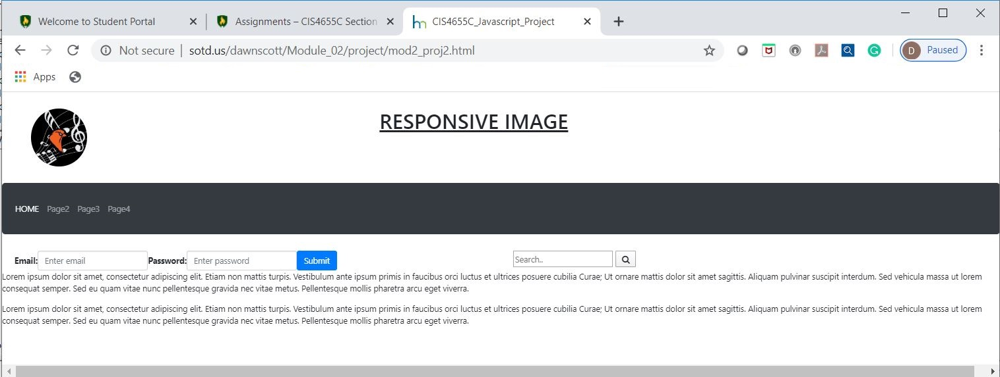 Welcome to Student Portal
Assignments – CIS4655C Section
CIS4655C_Javascript_Project
Not secure | sotd.us/dawnscott/Module_02/project/mod2_proj2.html
D Paused
Apps
RESPONSIVE IMAGE
HOME Page2 Page3 Page4
Email: Enter email Password: Enter password Submit Search..
Lorem ipsum dolor sit amet, consectetur adipiscing elit. Etiam non mattis turpis. Vestibulum ante ipsum primis in faucibus orci luctus et ultrices posuere cubilia Curae; Ut ornare mattis dolor sit amet sagittis. Aliquam pulvinar suscipit interdum. Sed vehicula massa ut lorem
consequat semper. Sed eu quam vitae nunc pellentesque gravida nec vitae metus. Pellentesque mollis pharetra arcu eget viverra.
Lorem ipsum dolor sit amet, consectetur adipiscing elit. Etiam non mattis turpis. Vestibulum ante ipsum primis in faucibus orci luctus et ultrices posuere cubilia Curae; Ut ornare mattis dolor sit amet sagittis. Aliquam pulvinar suscipit interdum. Sed vehicula massa ut lorem
consequat semper. Sed eu quam vitae nunc pellentesque gravida nec vitae metus. Pellentesque mollis pharetra arcu eget viverra.